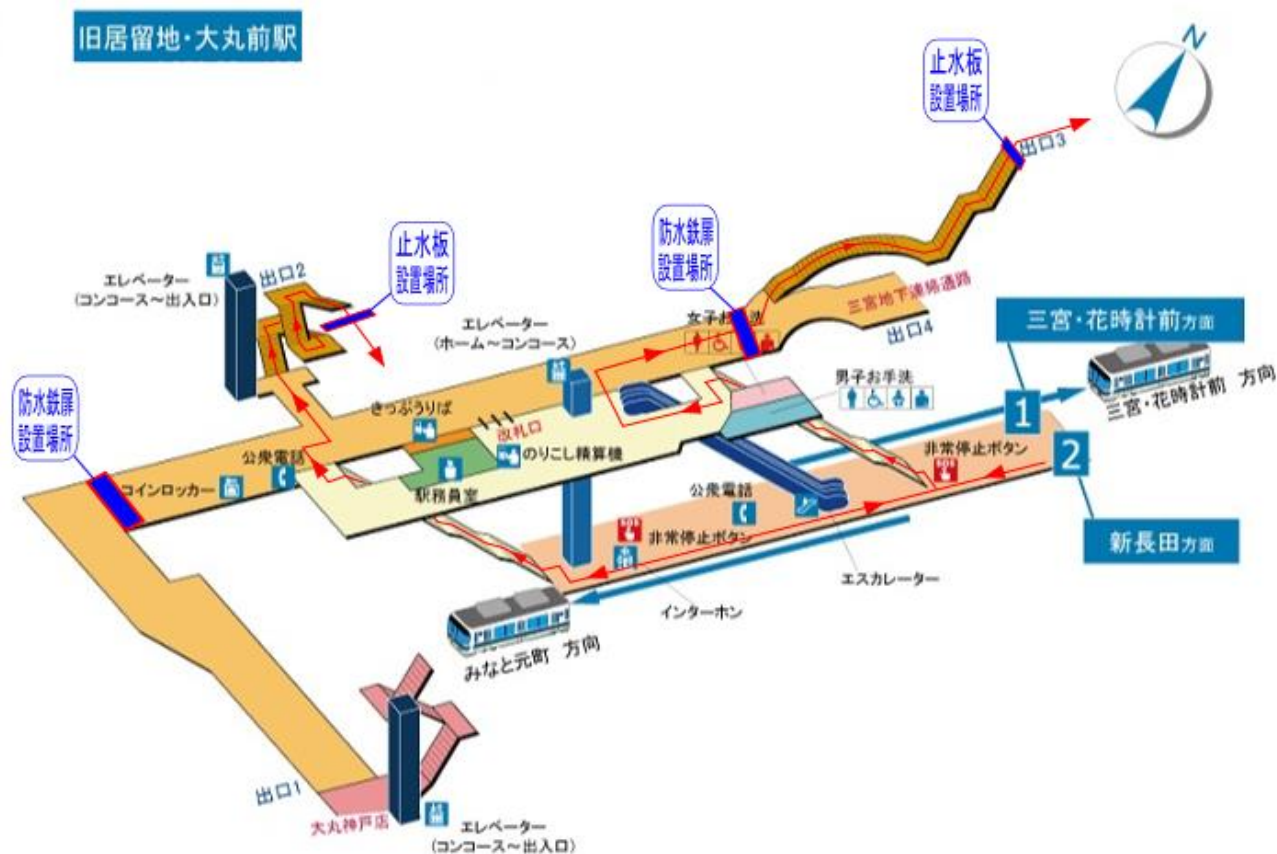 旧居留地・大丸前駅
N
止水板
設置場所
出口3
防水鉄扉
設置場所
止水板
設置場所
出口2
エレベーター
(コンコース～出入口)
エレベーター
(ホーム～コンコース)
女子お手洗
三宮地下連絡通路
出口4
三宮・花時計前方面
三宮・花時計前 方向
1
2
新長田方面
男子お手洗
防水鉄扉
設置場所
きっぷうりば
改札口
のりこし精算機
公衆電話
コインロッカー
駅務員室
非常停止ボタン
SOS
公衆電話
SOS
非常停止ボタン
エスカレーター
インターホン
みなと元町 方向
出口1
大丸神戸店
エレベーター
(コンコース～出入口)